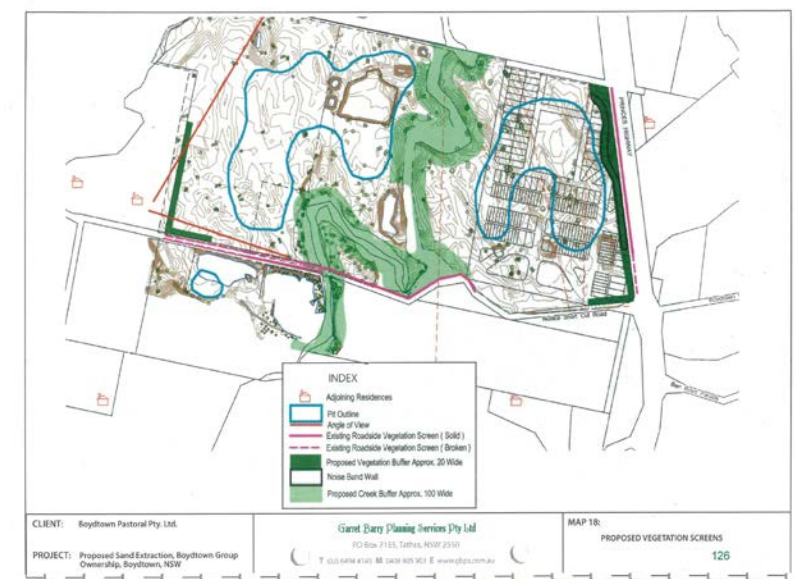 PRINCES HIGHWAY
INDEX
Adjoining Residences
Pit Outline
Angle of View
Existing Roadside Vegetation Screen ( Solid )
Existing Roadside Vegetation Screen ( Broken )
Proposed Vegetation Buffer Approx. 20 Wide
Noise Bund Wall
Proposed Creek Buffer Approx. 100 Wide
CLIENT: Boydtown Pastoral Pty. Ltd.
PROJECT: Proposed Sand Extraction, Boydtown Group
Ownership, Boydtown, NSW
Garret Barry Planning Services Pty Ltd
Tathra, NSW 2550
MAP 18:
PROPOSED VEGETATION SCREENS
126